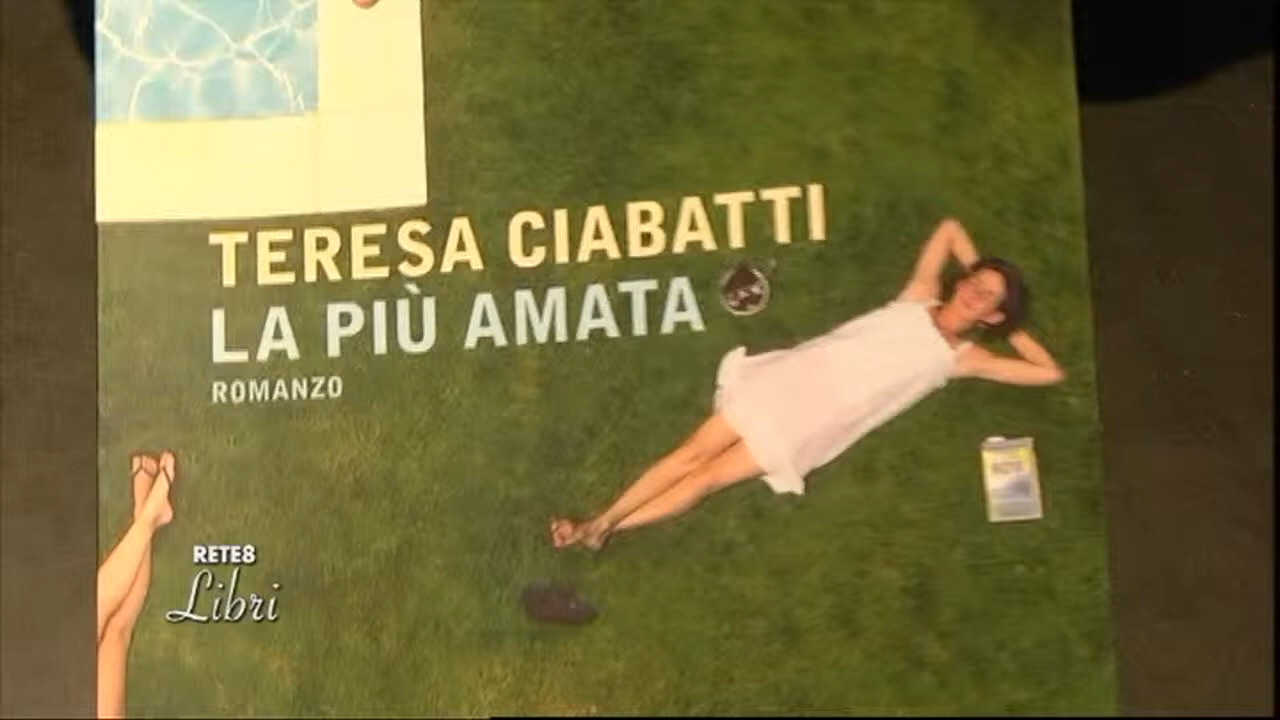 TERESA CIABATTI
LA PIÙ AMATA
ROMANZO
RETE8
Libri